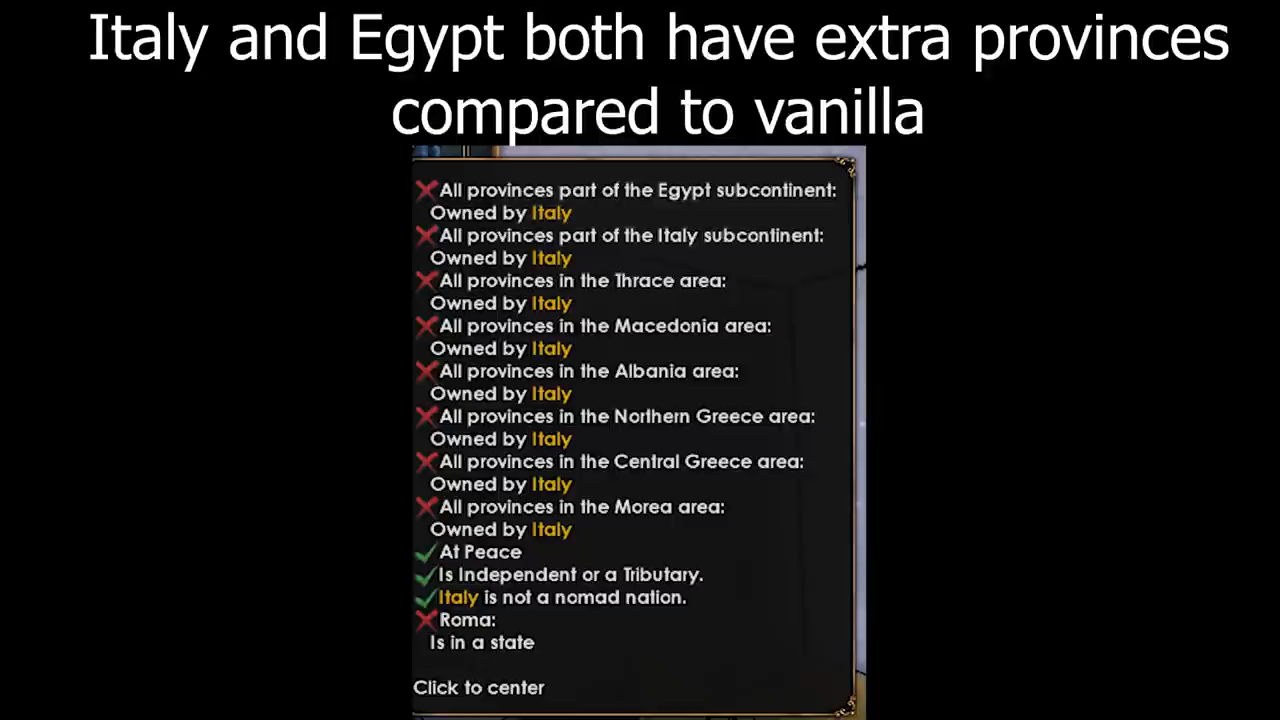 Italy and Egypt both have extra provinces
compared to vanilla
All provinces part of the Egypt subcontinent:
Owned by Italy
All provinces part of the Italy subcontinent:
Owned by Italy
All provinces in the Thrace area:
Owned by Italy
All provinces in the Macedonia area:
Owned by Italy
All provinces in the Albania area:
Owned by Italy
All provinces in the Northern Greece area:
Owned by Italy
All provinces in the Central Greece area:
Owned by Italy
All provinces in the Morea area:
Owned by Italy
At Peace
Is Independent or a Tributary.
Italy is not a nomad nation.
Roma:
Is in a state
Click to center